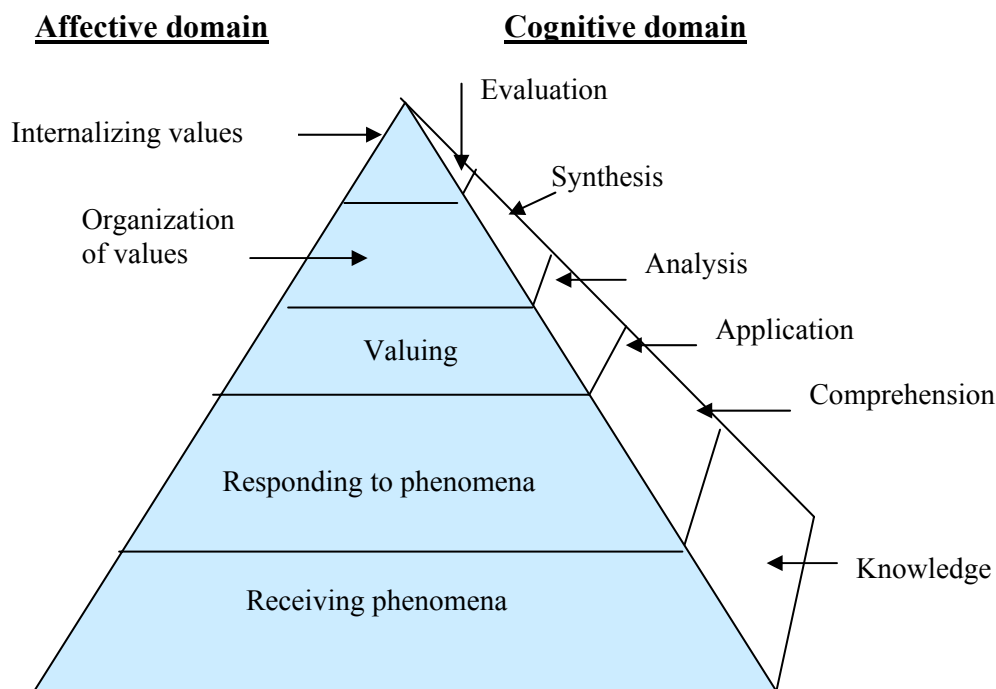 Affective domain
Cognitive domain
Evaluation
Internalizing values
Synthesis
Organization
of values
Analysis
Application
Valuing
Comprehension
Responding to phenomena
Knowledge
Receiving phenomena